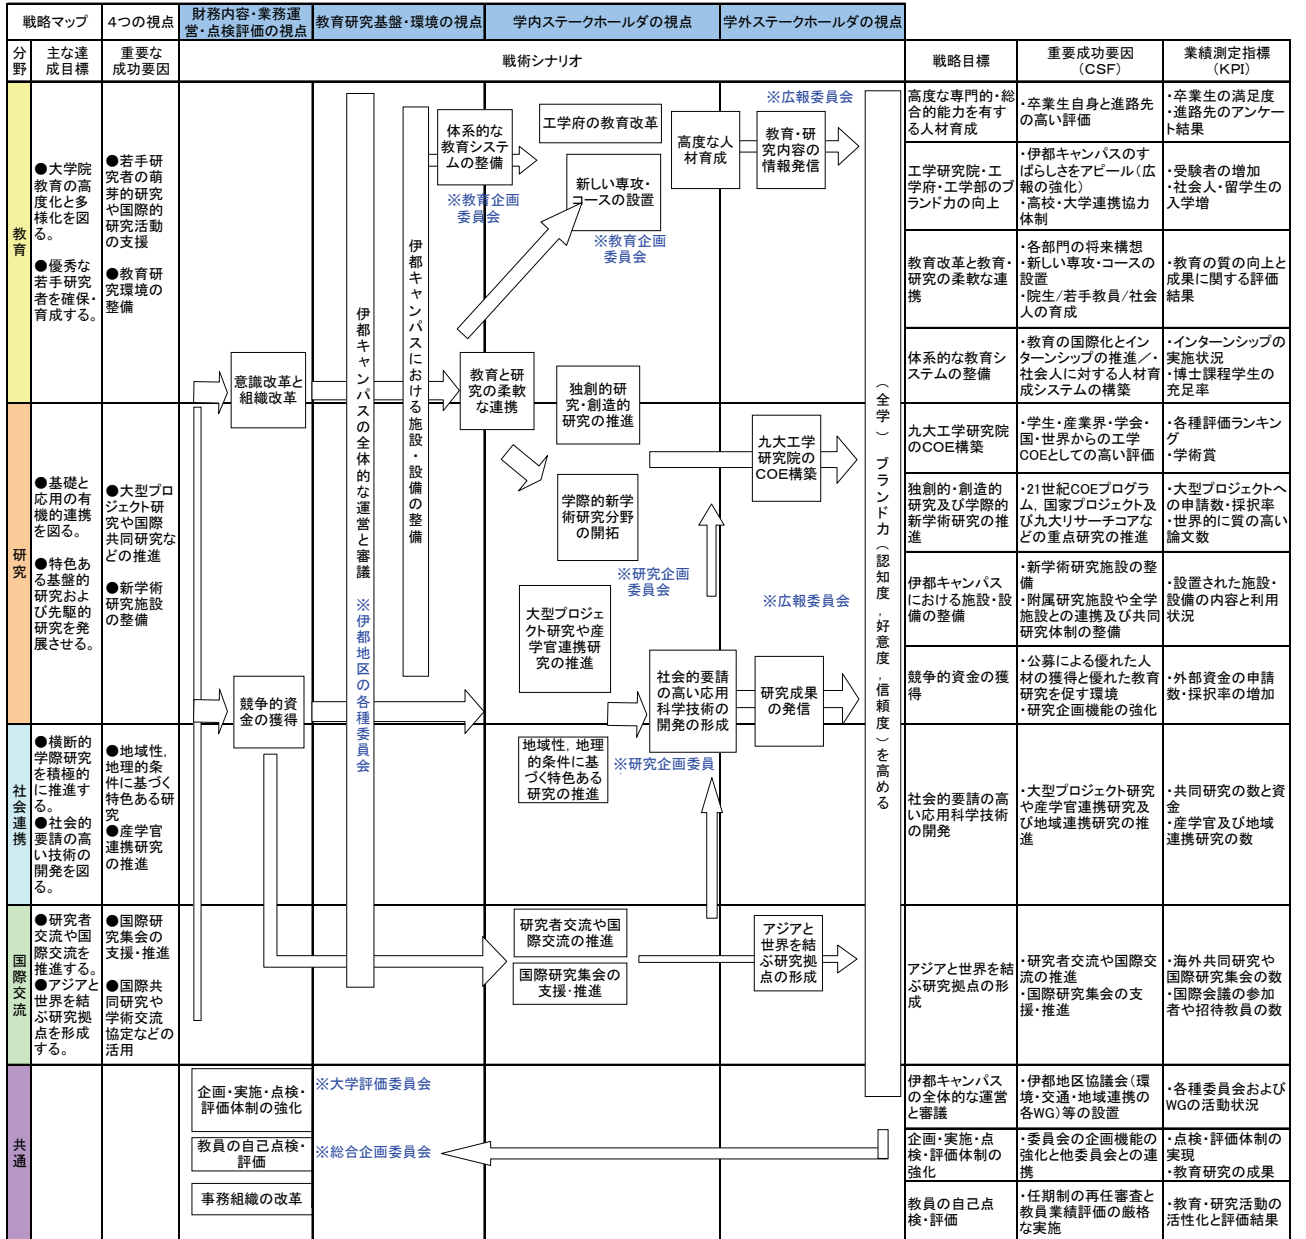 戦略マップ
4つの視点
財務内容・業務運
営・点検評価の視点
教育研究基盤・環境の視点
学内ステークホールダの視点
学外ステークホールダの視点
分
野
主な達
成目標
重要な
成功要因
戦術シナリオ
戦略目標
重要成功要因
(CSF)
業績測定指標
(KPI)
教
育
●大学院
教育の高
度化と多
様化を図
る。
●優秀な
若手研究
者を確保・
育成する。
●若手研
究者の萌
芽的研究
や国際的
研究活動
の支援
●教育研
究環境の
整備
意識改革と
組織改革
伊都キャンパスの全体的な運営と審議
※伊都地区の各種委員会
伊都キャンパスにおける施設・設備の整備
体系的な
教育システ
ムの整備
※教育企画
委員会
工学府の教育改革
新しい専攻・
コースの設置
※教育企画
委員会
高度な人
材育成
※広報委員会
教育・研
究内容の
情報発信
教育と研
究の柔軟
な連携
独創的研
究・創造的
研究の推進
(全学) ブランド力(認知度,好意度,信頼度)を高める
高度な専門的・総
合的能力を有す
る人材育成
・卒業生自身と進路先
の高い評価
・卒業生の満足度
・進路先のアンケー
ト結果
工学研究院・工
学府・工学部のブ
ランド力の向上
・伊都キャンパスのす
ばらしさをアピール(広
報の強化)
・高校・大学連携協力
体制
・受験者の増加
・社会人・留学生の
入学増
教育改革と教育・
研究の柔軟な連
携
・各部門の将来構想
・新しい専攻・コースの
設置
・院生/若手教員/社会
人の育成
・教育の質の向上と
成果に関する評価
結果
体系的な教育シ
ステムの整備
・教育の国際化とイン
ターンシップの推進/・
社会人に対する人材育
成システムの構築
・インターンシップの
実施状況
・博士課程学生の
充足率
研
究
●基礎と
応用の有
機的連携
を図る。
●特色あ
る基盤的
研究およ
び先駆的
研究を発
展させる。
●大型プロ
ジェクト研
究や国際
共同研究な
どの推進
●新学術
研究施設
の整備
競争的資
金の獲得
学際的新学
術研究分野
の開拓
※研究企画
委員会
大型プロジェ
クト研究や産
学官連携研
究の推進
九大工学
研究院の
COE構築
※広報委員会
社会的要請
の高い応用
科学技術の
開発の形成
研究成果
の発信
九大工学研究院
のCOE構築
・学生・産業界・学会・
国・世界からの工学
COEとしての高い評価
・各種評価ランキン
グ
・学術賞
独創的・創造的
研究及び学際的
新学術研究の推
進
・21世紀COEプログラ
ム,国家プロジェクト及
び九大リサーチコアな
どの重点研究の推進
・大型プロジェクトへ
の申請数・採択率
・世界的に質の高い
論文数
伊都キャンパス
における施設・設
備の整備
・新学術研究施設の整
備
・附属研究施設や全学
施設との連携及び共同
研究体制の整備
・設置された施設・
設備の内容と利用
状況
競争的資金の獲
得
・公募による優れた人
材の獲得と優れた教育
研究を促す環境
・研究企画機能の強化
・外部資金の申請
数・採択率の増加
社
会
連
携
●横断的
学際研究
を積極的
に推進す
る。
●社会的
要請の高
い技術の
開発を図
る。
●地域性,
地理的条
件に基づく
特色ある研
究
●産学官
連携研究
の推進
地域性,地理
的条件に基
づく特色ある
研究の推進
※研究企画委員
社会的要請の高
い応用科学技術
の開発
・大型プロジェクト研究
や産学官連携研究及
び地域連携研究の推
進
・共同研究の数と資
金
・産学官及び地域
連携研究の数
国
際
交
流
●研究者
交流や国
際交流を
推進する。
●アジアと
世界を結
ぶ研究拠
点を形成
する。
●国際研
究集会の
支援・推進
●国際共
同研究や
学術交流
協定などの
活用
研究者交流や国
際交流の推進
国際研究集会の
支援・推進
アジアと
世界を結
ぶ研究拠
点の形成
アジアと世界を結
ぶ研究拠点の形
成
・研究者交流や国際交
流の推進
・国際研究集会の支
援・推進
・海外共同研究や
国際研究集会の数
・国際会議の参加
者や招待教員の数
共
通
企画・実施・点検・
評価体制の強化
※大学評価委員会
教員の自己点検・
評価
※総合企画委員会
事務組織の改革
伊都キャンパス
の全体的な運営
と審議
・伊都地区協議会(環
境・交通・地域連携の
各WG)等の設置
・各種委員会および
WGの活動状況
企画・実施・点
検・評価体制の
強化
・委員会の企画機能の
強化と他委員会との連
携
・点検・評価体制の
実現
・教育研究の成果
教員の自己点
検・評価
・任期制の再任審査と
教員業績評価の厳格
な実施
・教育・研究活動の
活性化と評価結果